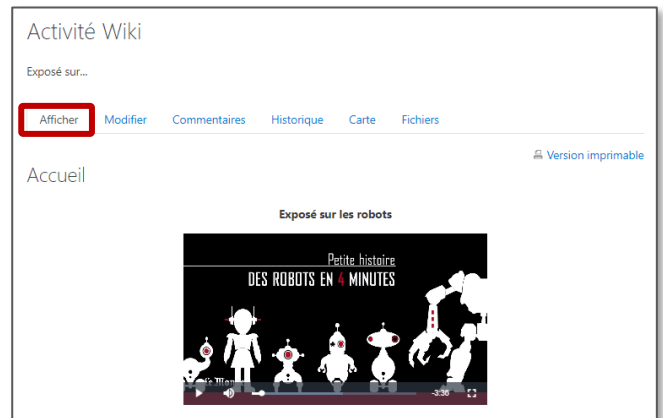 Activité Wiki
Exposé sur...
Afficher Modifier Commentaires Historique Carte Fichiers
Version imprimable
Accueil
Exposé sur les robots
Petite histoire
DES ROBOTS EN 4 MINUTES
-3:36